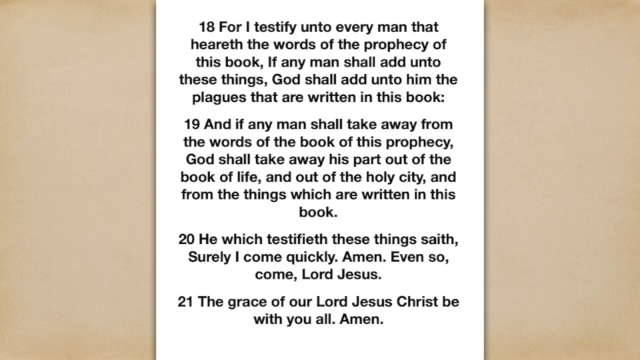 18 For I testify unto every man that
heareth the words of the prophecy of
this book, If any man shall add unto
these things, God shall add unto him the
plagues that are written in this book:
19 And if any man shall take away from
the words of the book of this prophecy,
God shall take away his part out of the
book of life, and out of the holy city, and
from the things which are written in this
book.
20 He which testifieth these things saith,
Surely I come quickly. Amen. Even so,
come, Lord Jesus.
21 The grace of our Lord Jesus Christ be
with you all. Amen.